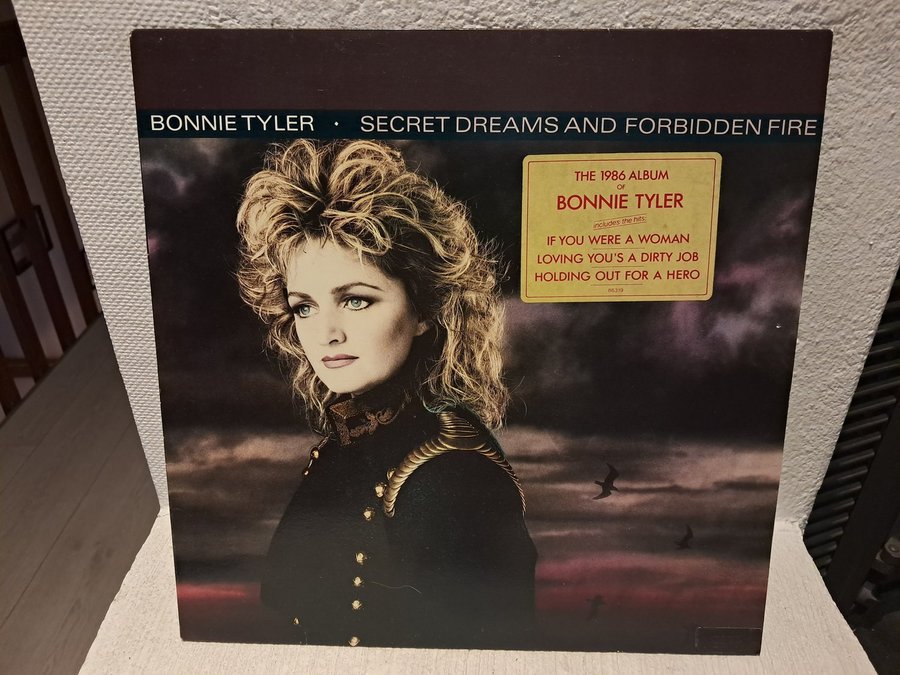 BONNIE TYLER · SECRET DREAMS AND FORBIDDEN FIRE
THE 1986 ALBUM
OF
BONNIE TYLER
includes the hits:
IF YOU WERE A WOMAN
LOVING YOU'S A DIRTY JOB
HOLDING OUT FOR A HERO
86319